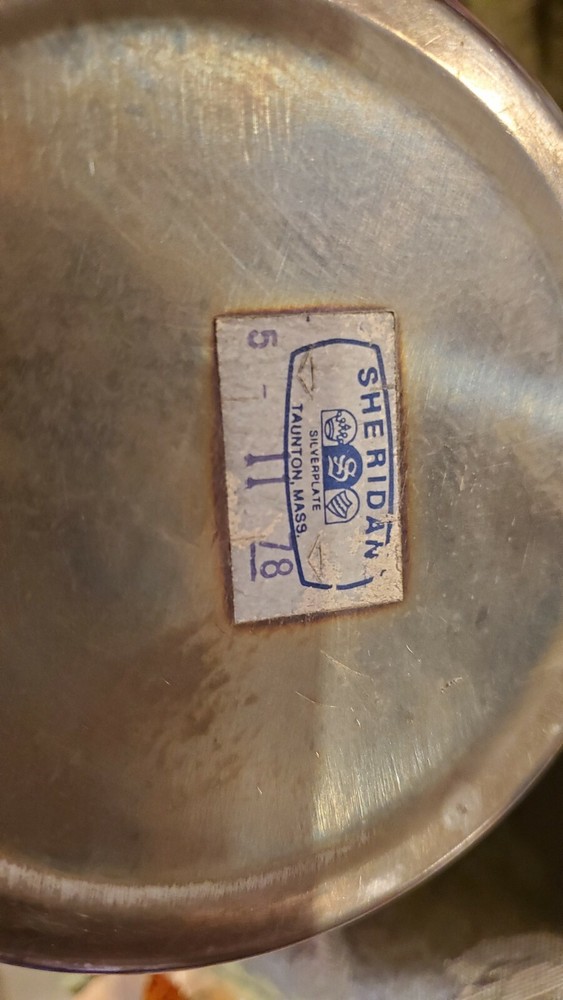 SHERIDAN
S
SILVERPLATE
TAUNTON, MASS.
5 - 11 78